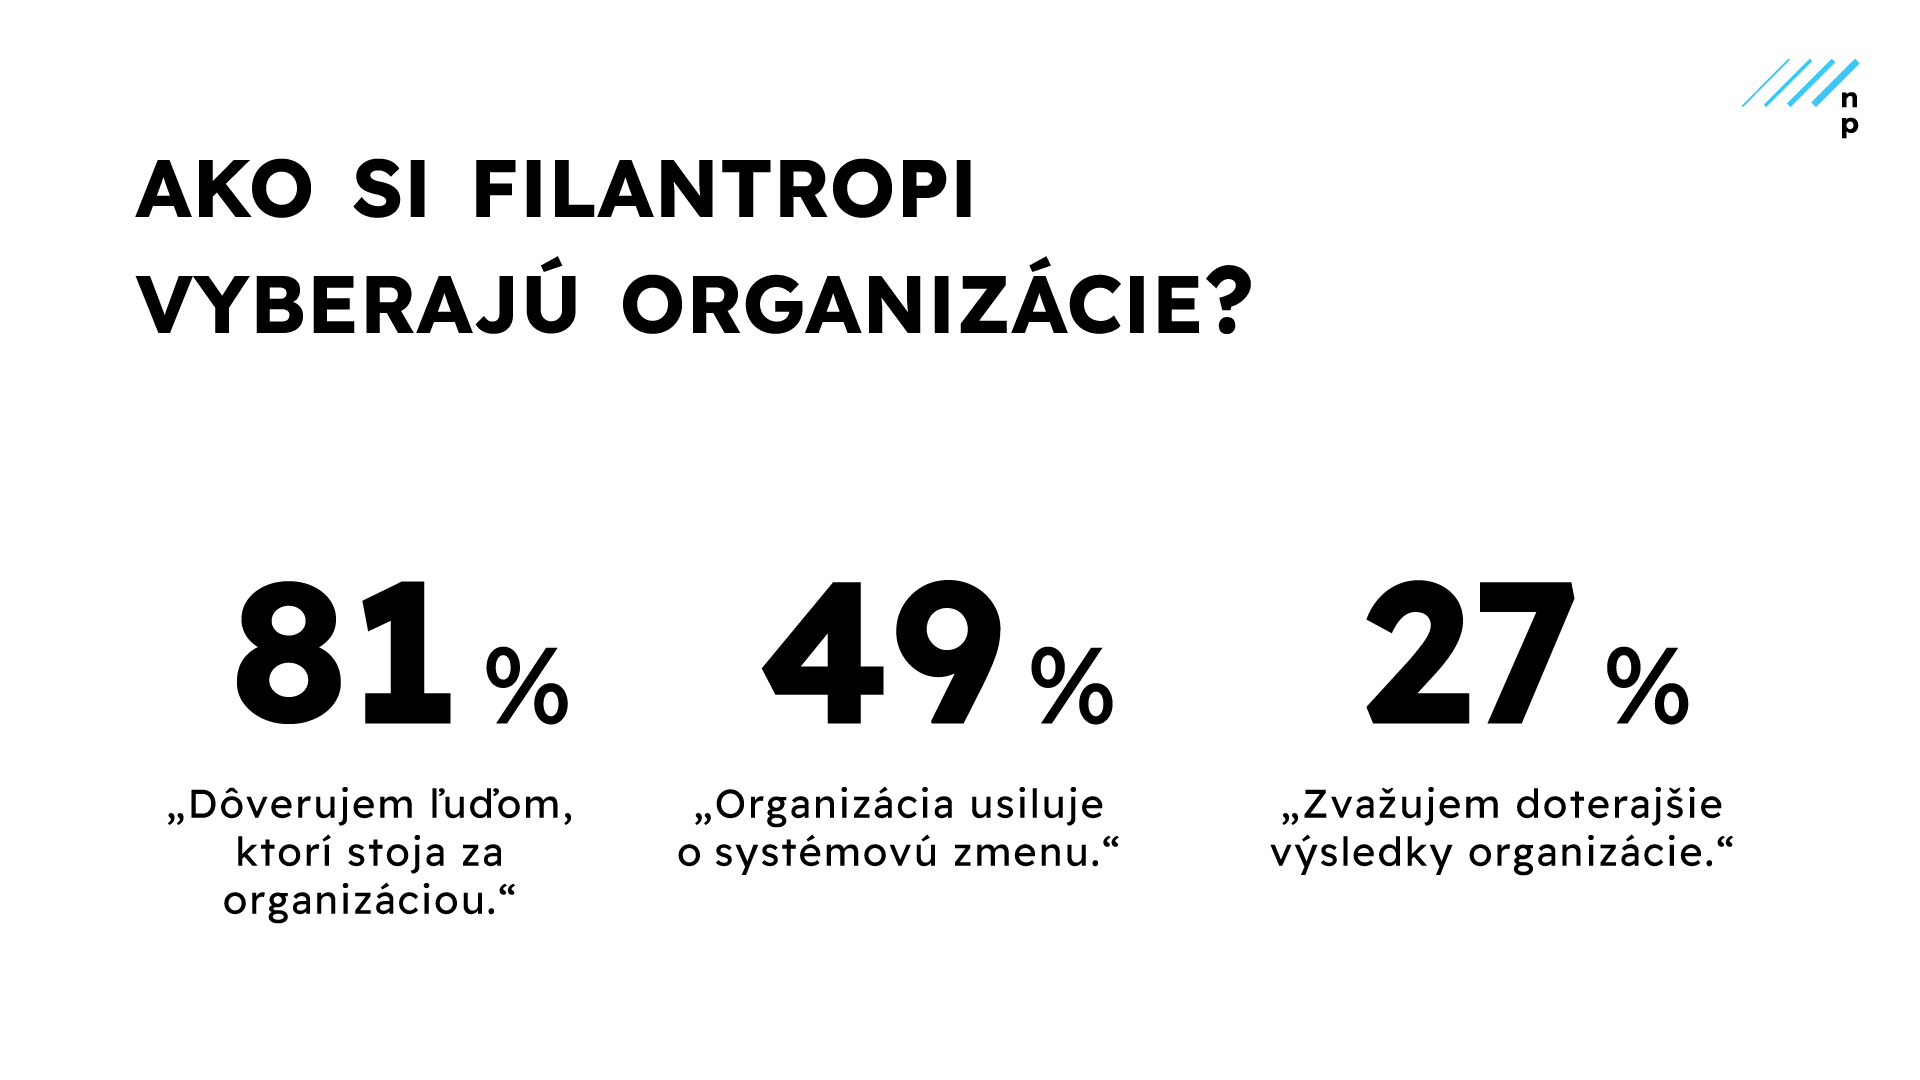 n
p
AKO SI FILANTROPI
VYBERAJÚ ORGANIZÁCIE?
81 %
„Dôverujem ľuďom,
ktorí stoja za
organizáciou.“
49 %
„Organizácia usiluje
o systémovú zmenu.“
27 %
„Zvažujem doterajšie
výsledky organizácie.“